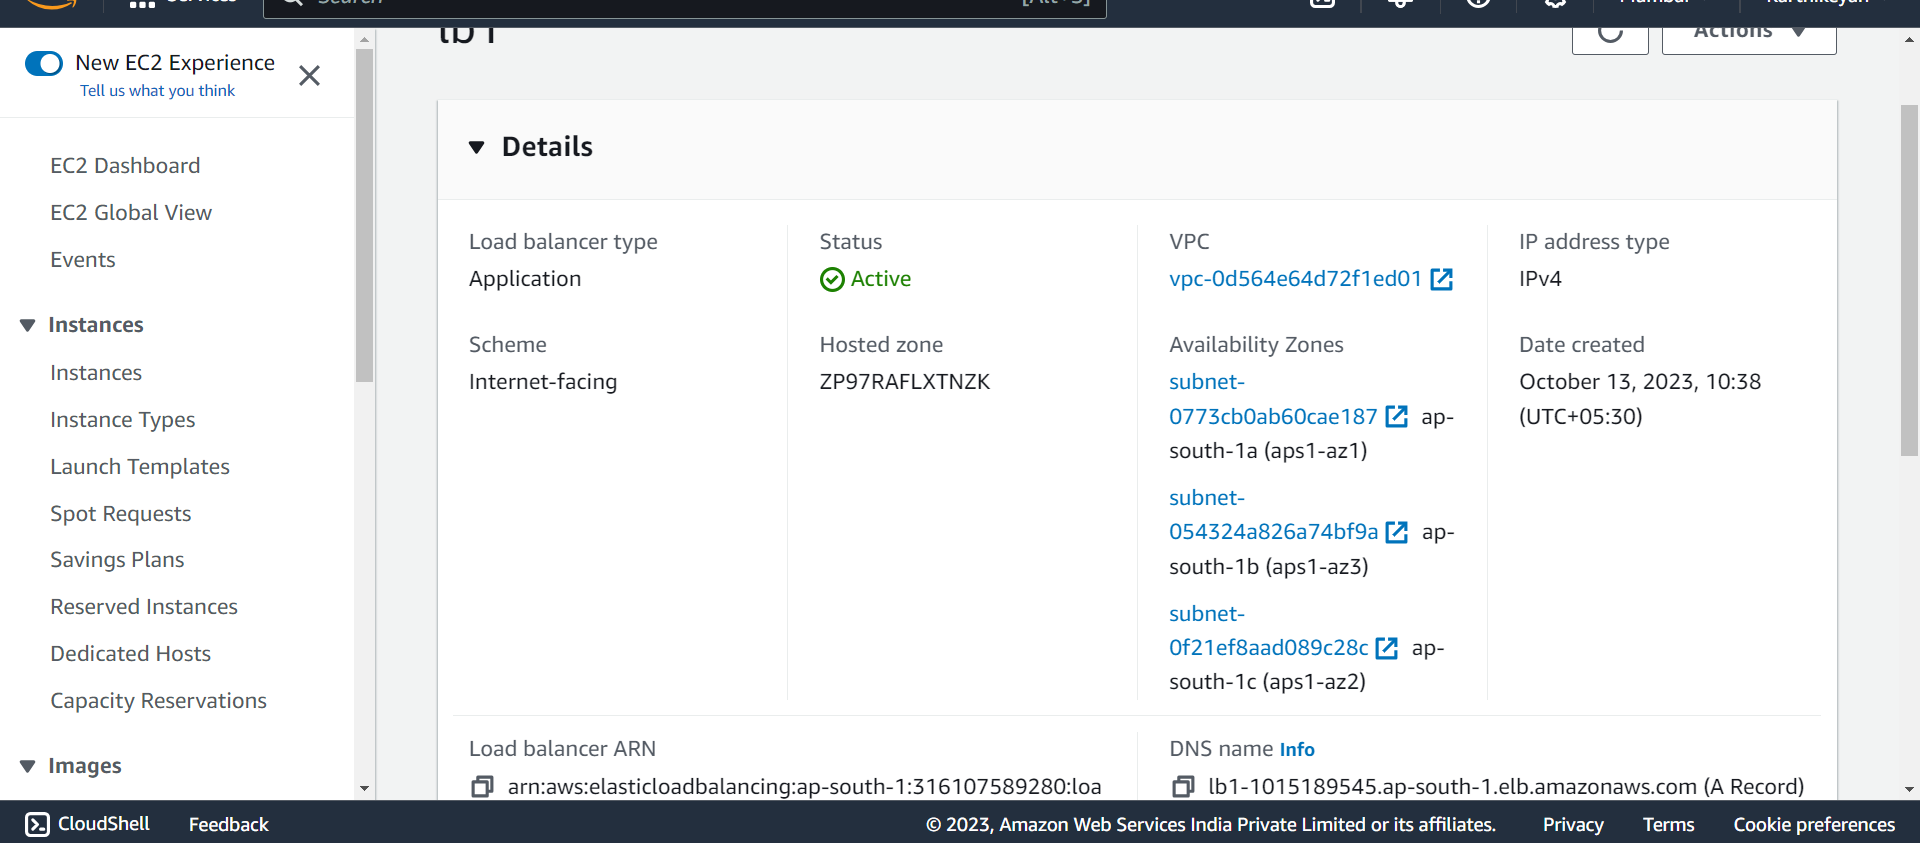 Services
Search
[Alt+S]
Mumbai
Karthikeyan
New EC2 Experience
Tell us what you think
EC2 Dashboard
EC2 Global View
Events
Instances
Instances
Instance Types
Launch Templates
Spot Requests
Savings Plans
Reserved Instances
Dedicated Hosts
Capacity Reservations
Images
lb1
Actions
Details
Load balancer type
Application
Status
Active
VPC
vpc-0d564e64d72f1ed01
IP address type
IPv4
Scheme
Internet-facing
Hosted zone
ZP97RAFLXTNZK
Availability Zones
subnet-
0773cb0ab60cae187 ap-
south-1a (aps1-az1)
subnet-
054324a826a74bf9a ap-
south-1b (aps1-az3)
subnet-
0f21ef8aad089c28c ap-
south-1c (aps1-az2)
Date created
October 13, 2023, 10:38
(UTC+05:30)
Load balancer ARN
arn:aws:elasticloadbalancing:ap-south-1:316107589280:loa
DNS name Info
lb1-1015189545.ap-south-1.elb.amazonaws.com (A Record)
CloudShell
Feedback
© 2023, Amazon Web Services India Private Limited or its affiliates.
Privacy
Terms
Cookie preferences